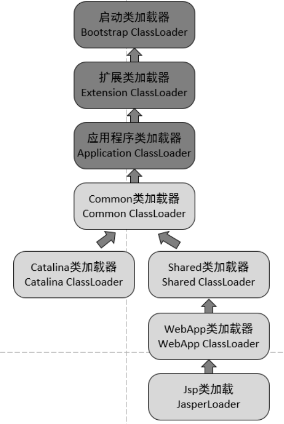 启动类加载器
Bootstrap ClassLoader
扩展类加载器
Extension ClassLoader
应用程序类加载器
Application ClassLoader
Common类加载器
Common ClassLoader
Catalina类加载器
Catalina ClassLoader
Shared类加载器
Shared ClassLoader
WebApp类加载器
WebApp ClassLoader
Jsp类加载
JasperLoader